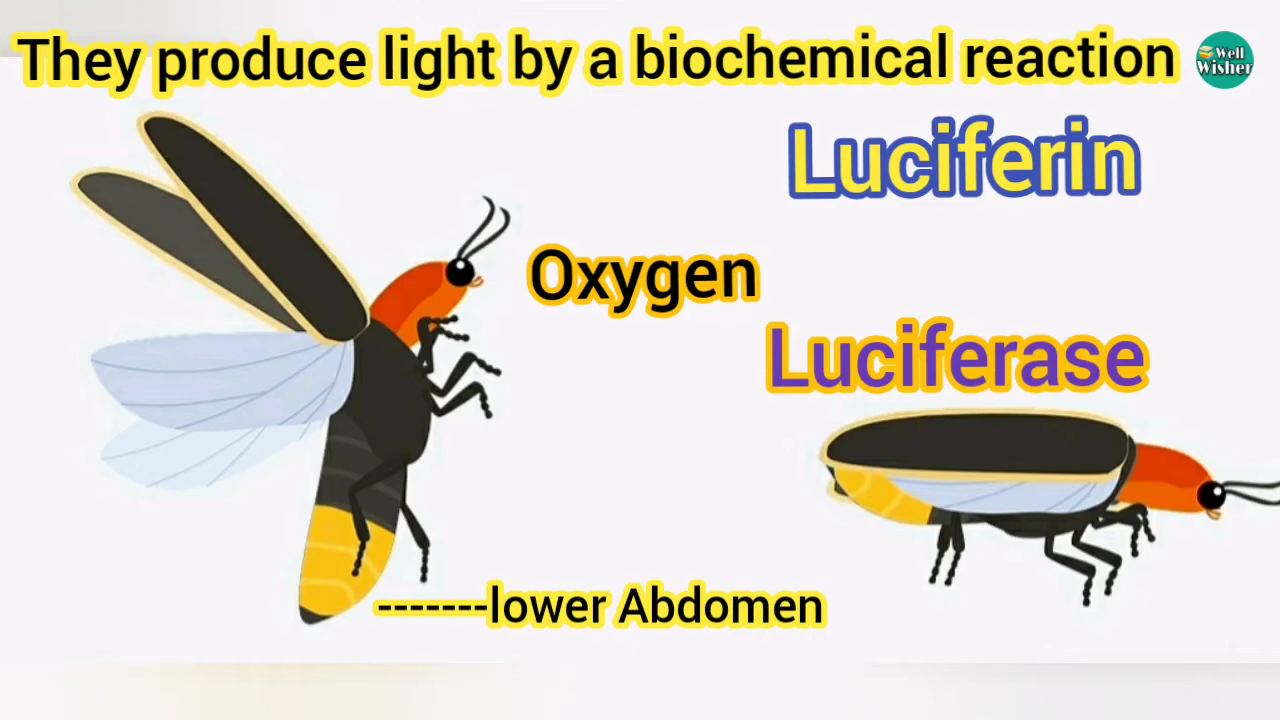 They produce light by a biochemical reaction
Well
Wisher
Luciferin
Oxygen
Luciferase
-------lower Abdomen